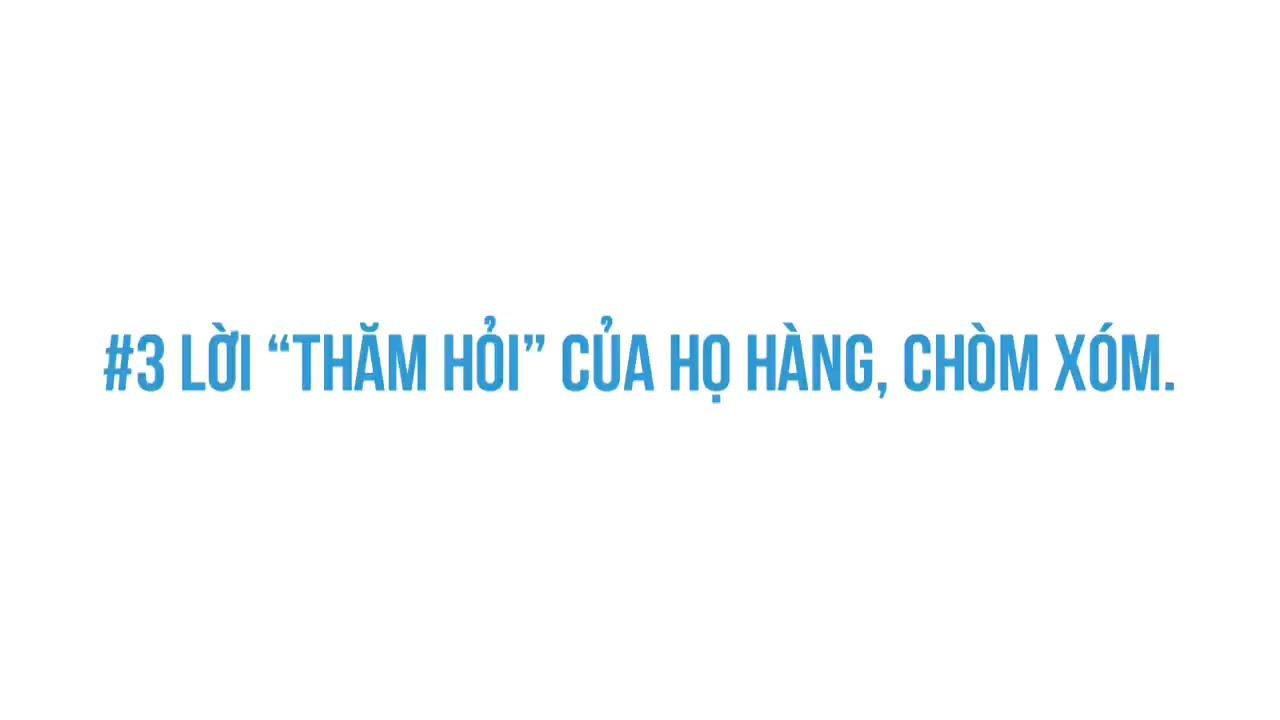 #3 LỜI “THĂM HỎI” CỦA HỌ HÀNG, CHÒM XÓM.